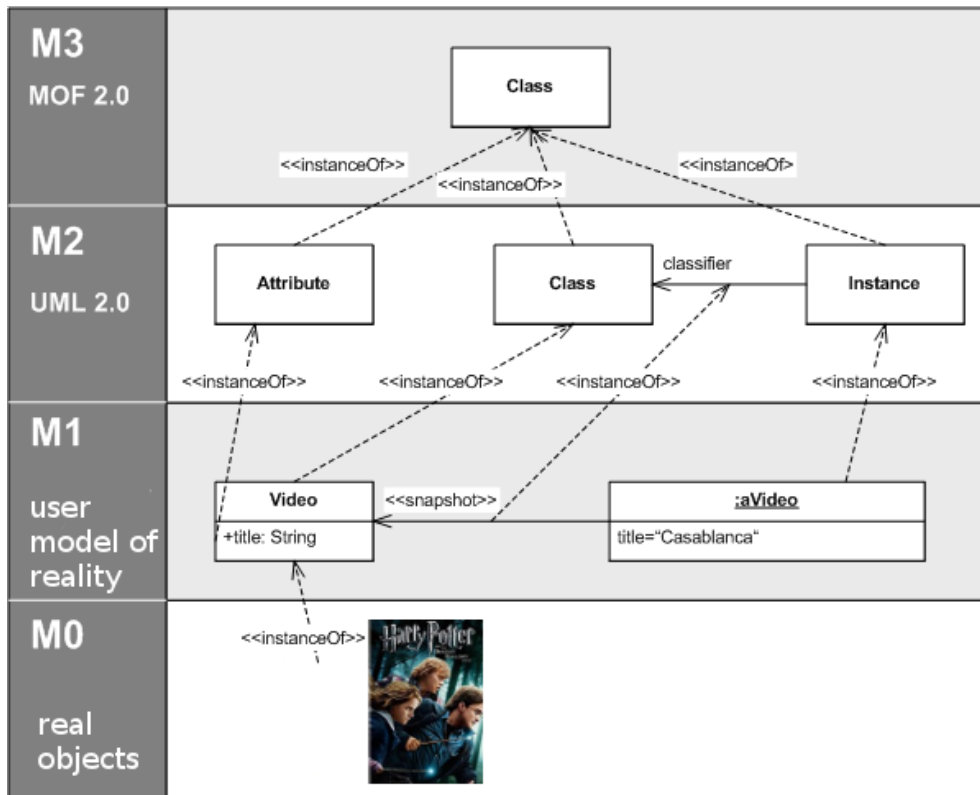 M3
MOF 2.0
Class
<<instanceOf>>
<<instanceOf>>
<<instanceOf>
M2
UML 2.0
Attribute
Class
classifier
Instance
<<instanceOf>>
<<instanceOf>>
<<instanceOf>>
<<instanceOf>>
M1
user
model of
reality
Video
+title: String
<<snapshot>>
:aVideo
title="Casablanca"
M0
real
objects
<<instanceOf>>
Harry Potter